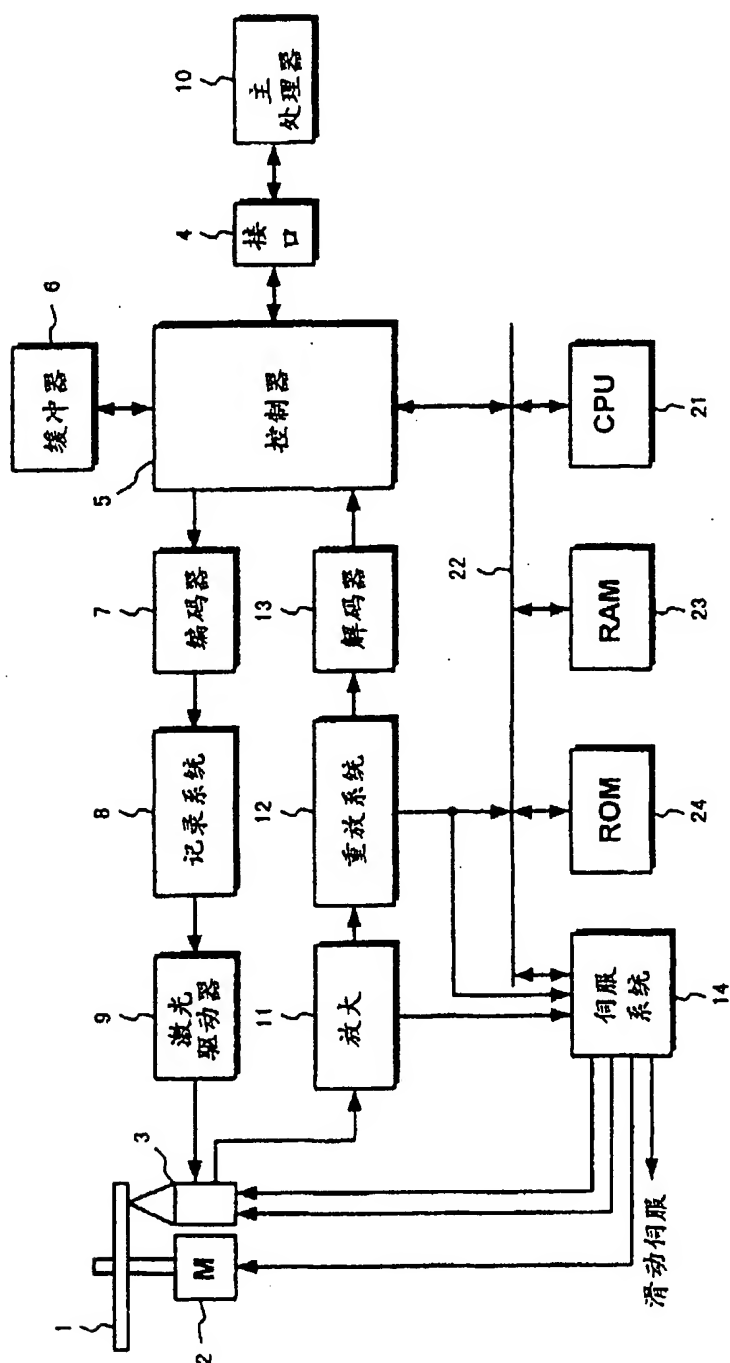 1
2
M
3
激光
驱动器
9
记录系统
8
编码器
7
缓冲器
6
控制器
5
接口
4
主
处理器
10
放大
11
重放系统
12
解码器
13
22
伺服
系统
14
ROM
24
RAM
23
CPU
21
滑动伺服